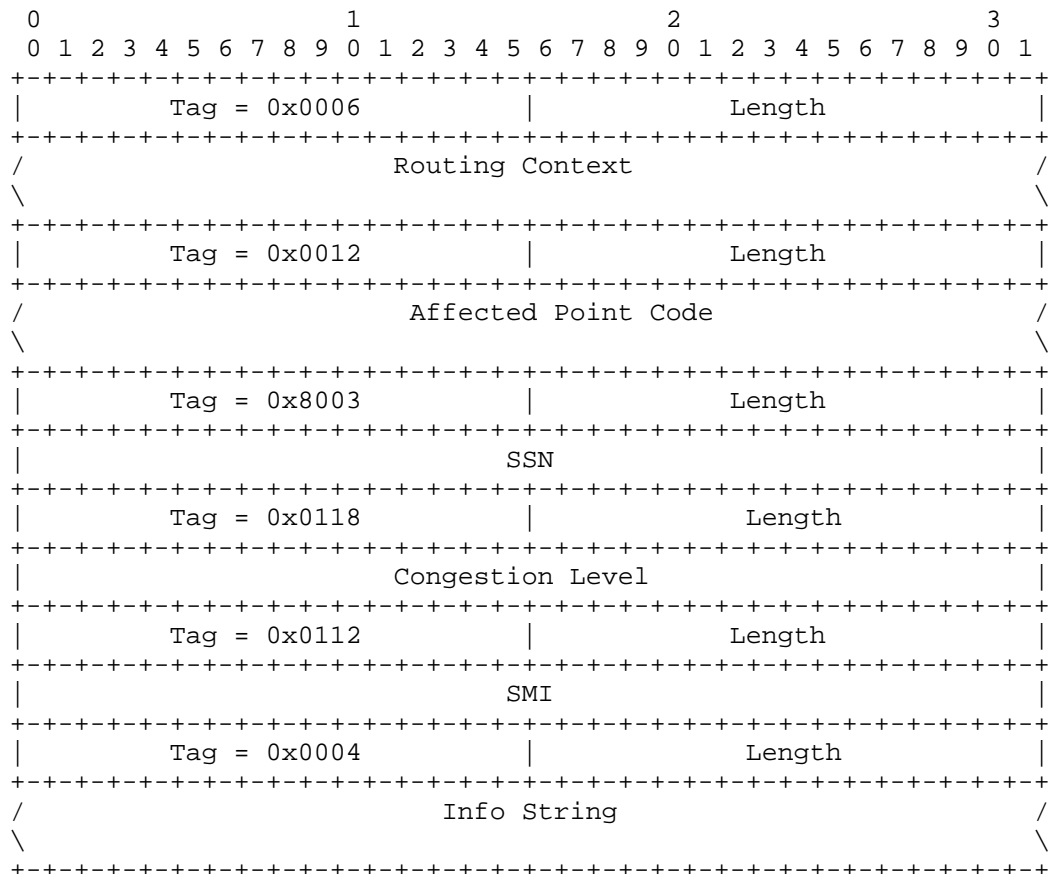 0                   1                   2                   3
 0 1 2 3 4 5 6 7 8 9 0 1 2 3 4 5 6 7 8 9 0 1 2 3 4 5 6 7 8 9 0 1
+-+-+-+-+-+-+-+-+-+-+-+-+-+-+-+-+-+-+-+-+-+-+-+-+-+-+-+-+-+-+-+-+
|         Tag = 0x0006          |            Length             |
+-+-+-+-+-+-+-+-+-+-+-+-+-+-+-+-+-+-+-+-+-+-+-+-+-+-+-+-+-+-+-+-+
/                       Routing Context                         /
\                                                               \
+-+-+-+-+-+-+-+-+-+-+-+-+-+-+-+-+-+-+-+-+-+-+-+-+-+-+-+-+-+-+-+-+
|         Tag = 0x0012          |            Length             |
+-+-+-+-+-+-+-+-+-+-+-+-+-+-+-+-+-+-+-+-+-+-+-+-+-+-+-+-+-+-+-+-+
/                        Affected Point Code                    /
\                                                               \
+-+-+-+-+-+-+-+-+-+-+-+-+-+-+-+-+-+-+-+-+-+-+-+-+-+-+-+-+-+-+-+-+
|         Tag = 0x8003          |            Length             |
+-+-+-+-+-+-+-+-+-+-+-+-+-+-+-+-+-+-+-+-+-+-+-+-+-+-+-+-+-+-+-+-+
|                              SSN                              |
+-+-+-+-+-+-+-+-+-+-+-+-+-+-+-+-+-+-+-+-+-+-+-+-+-+-+-+-+-+-+-+-+
|         Tag = 0x0118          |             Length            |
+-+-+-+-+-+-+-+-+-+-+-+-+-+-+-+-+-+-+-+-+-+-+-+-+-+-+-+-+-+-+-+-+
|                       Congestion Level                        |
+-+-+-+-+-+-+-+-+-+-+-+-+-+-+-+-+-+-+-+-+-+-+-+-+-+-+-+-+-+-+-+-+
|         Tag = 0x0112          |            Length             |
+-+-+-+-+-+-+-+-+-+-+-+-+-+-+-+-+-+-+-+-+-+-+-+-+-+-+-+-+-+-+-+-+
|                              SMI                              |
+-+-+-+-+-+-+-+-+-+-+-+-+-+-+-+-+-+-+-+-+-+-+-+-+-+-+-+-+-+-+-+-+
|         Tag = 0x0004          |             Length            |
+-+-+-+-+-+-+-+-+-+-+-+-+-+-+-+-+-+-+-+-+-+-+-+-+-+-+-+-+-+-+-+-+
/                          Info String                          /
\                                                               \
+-+-+-+-+-+-+-+-+-+-+-+-+-+-+-+-+-+-+-+-+-+-+-+-+-+-+-+-+-+-+-+-+